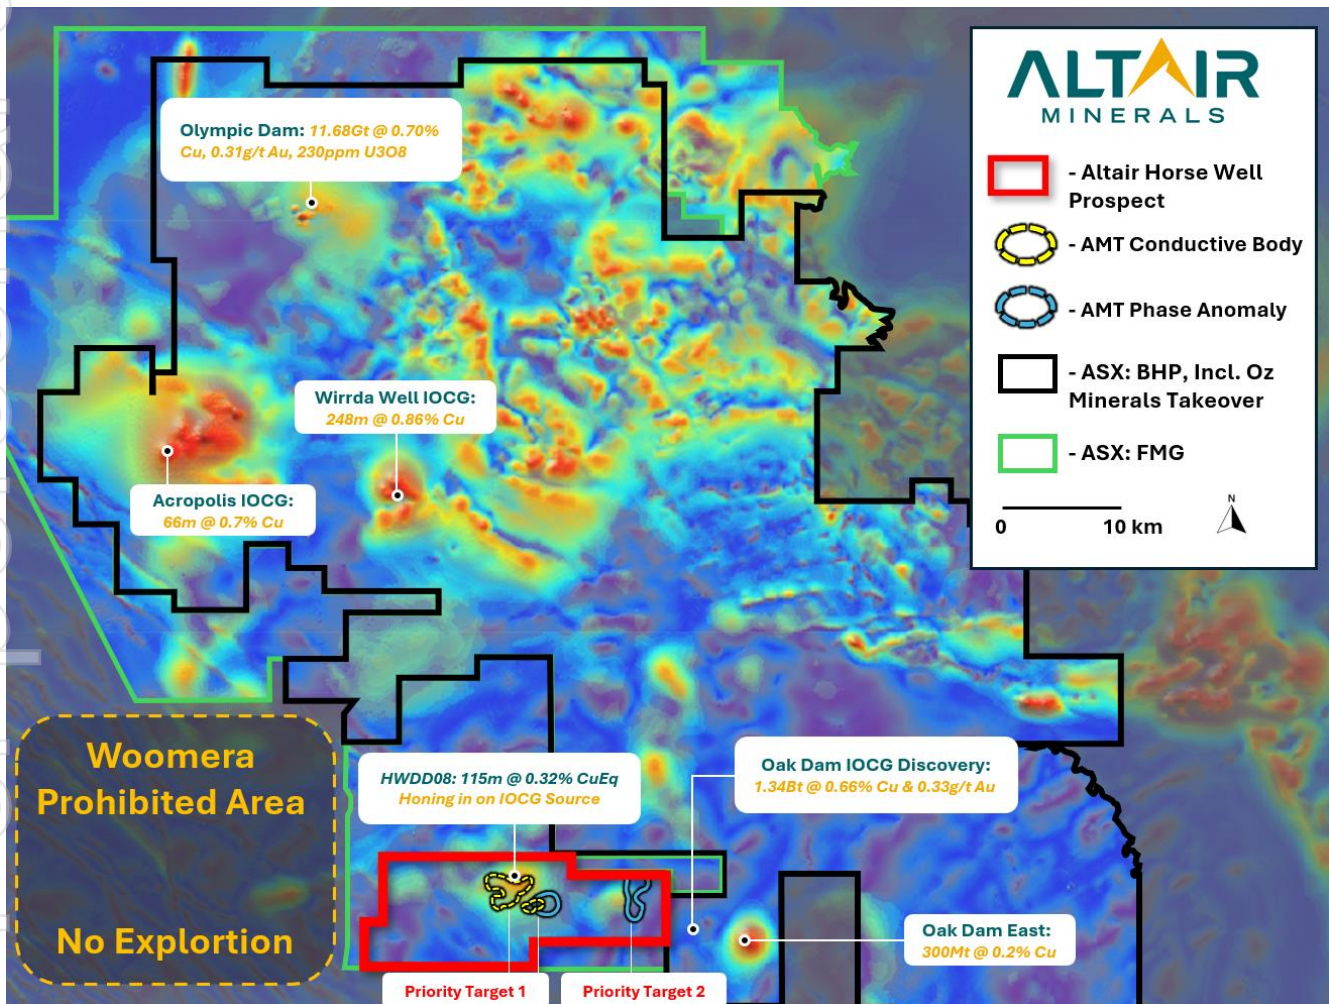 Olympic Dam: 11.68Gt @ 0.70%
Cu, 0.31g/t Au, 230ppm U3O8
Wirrda Well IOCG:
248m @ 0.86% Cu
Acropolis IOCG:
66m @ 0.7% Cu
ALTAIR
MINERALS
- Altair Horse Well
Prospect
- AMT Conductive Body
- AMT Phase Anomaly
- ASX: BHP, Incl. Oz
Minerals Takeover
- ASX: FMG
0 10 km
N
Woomera
Prohibited Area
No Explortion
HWDD08: 115m @ 0.32% CuEq
Honing in on IOCG Source
Oak Dam IOCG Discovery:
1.34Bt @ 0.66% Cu & 0.33g/t Au
Oak Dam East:
300Mt @ 0.2% Cu
Priority Target 1
Priority Target 2